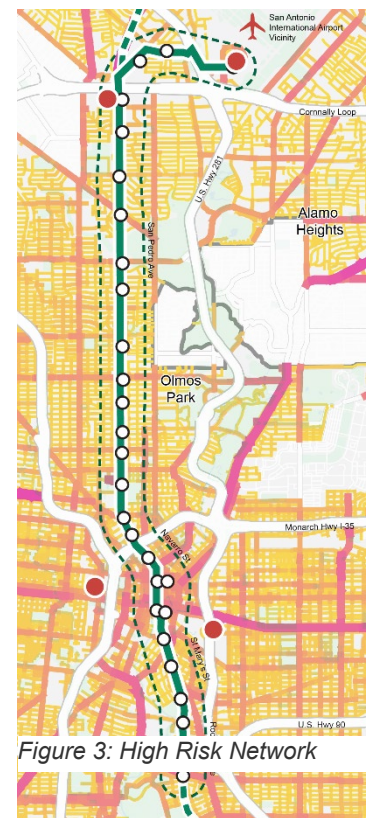 San Antonio
International Airport
Vicinity
Cornnally Loop
U.S. Hwy 281
Alamo
Heights
San Pedro Ave
Olmos
Park
Monarch Hwy I-35
Navarro St
St Mary's St
U.S. Hwy 90
Figure 3: High Risk Network